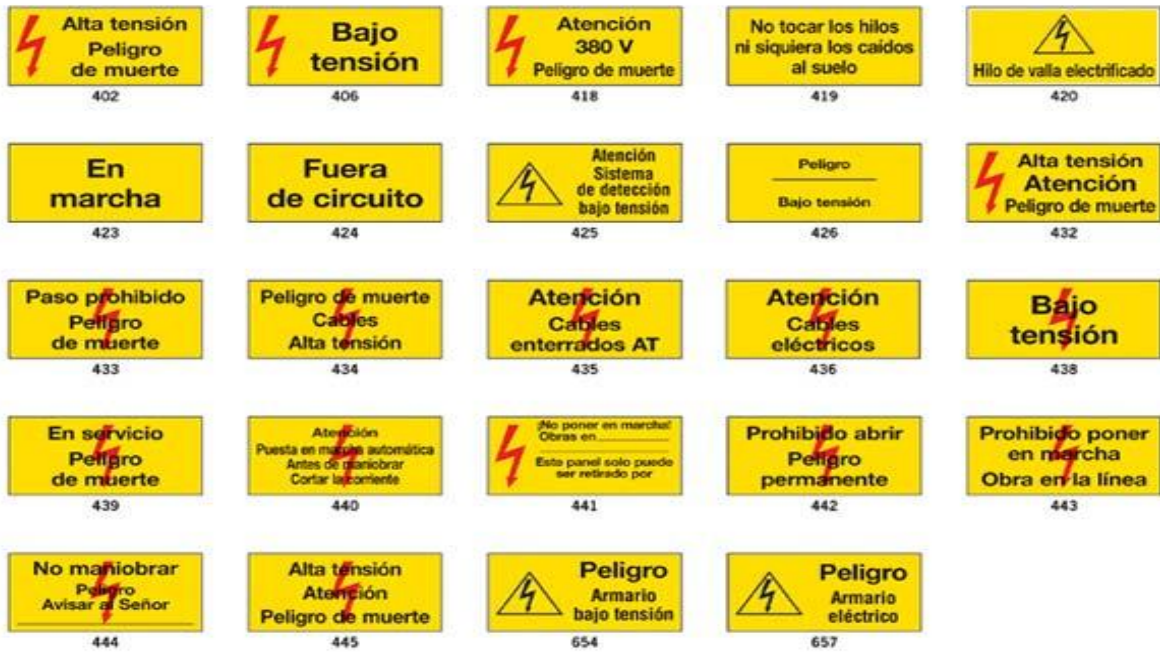 Alta tensión
Peligro
de muerte
402
Bajo
tensión
406
Atención
380 V
Peligro de muerte
418
No tocar los hilos
ni siquiera los caidos
al suelo
419
Hilo de valla electrificado
420
En
marcha
423
Fuera
de circuito
424
Atención
Sistema
de detección
bajo tensión
425
Peligro
Bajo tensión
426
Alta tensión
Atención
Peligro de muerte
432
Paso prohibido
Peligro
de muerte
433
Peligro de muerte
Cables
Alta tensión
434
Atención
Cables
enterrados AT
435
Atención
Cables
eléctricos
436
Bajo
tensión
438
En servicio
Peligro
de muerte
439
Atención
Puesta en marcha automática
Antes de maniobrar
Cortar la corriente
440
¡No poner en marcha!
Obras en
Este panel solo puede
ser retirado por
441
Prohibido abrir
Peligro
permanente
442
Prohibido poner
en marcha
Obra en la línea
443
No maniobrar
Peligro
Avisar al Señor
444
Alta tensión
Atención
Peligro de muerte
445
Peligro
Armario
bajo tensión
654
Peligro
Armario
eléctrico
657